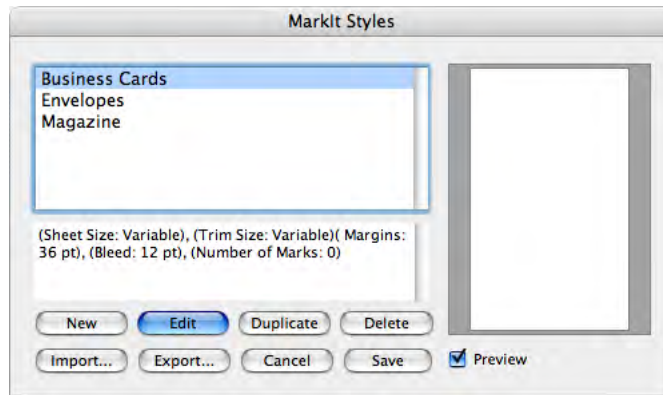 MarkIt Styles
Business Cards
Envelopes
Magazine
(Sheet Size: Variable), (Trim Size: Variable)( Margins:
36 pt), (Bleed: 12 pt), (Number of Marks: 0)
New Edit Duplicate Delete
Import... Export... Cancel Save Preview